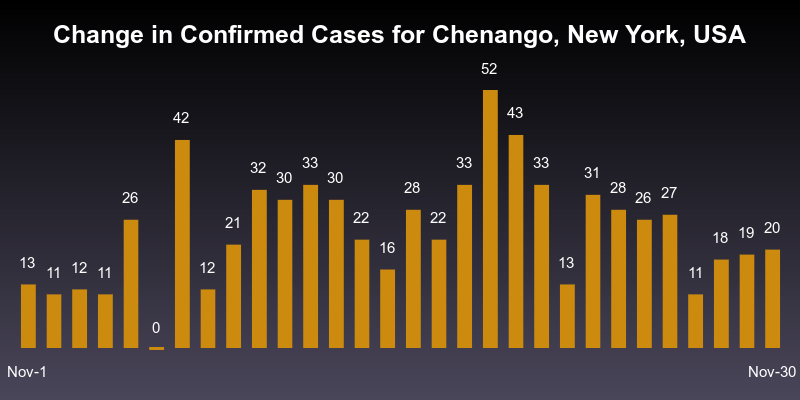 Change in Confirmed Cases for Chenango, New York, USA
13 11 12 11 26 0 42 12 21 32 30 33 30 22 16 28 22 33 52 43 33 13 31 28 26 27 11 18 19 20
Nov-1 Nov-30